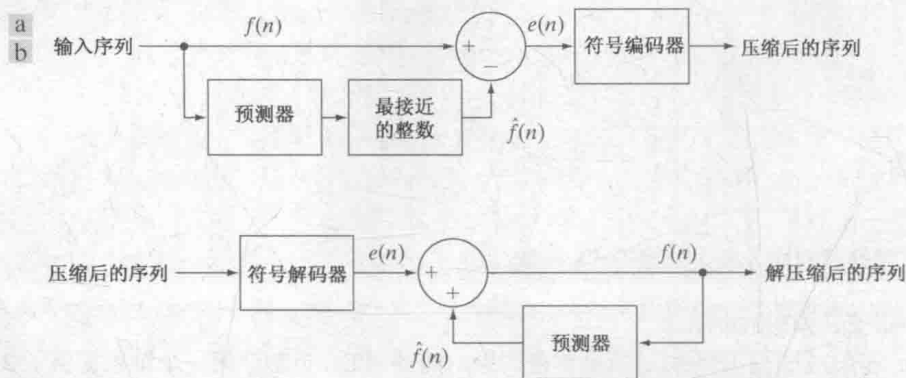 a
b
输入序列
f(n)
+
−
e(n)
符号编码器
压缩后的序列
预测器
最接近
的整数
f̂(n)
压缩后的序列
符号解码器
e(n)
+
+
f(n)
解压缩后的序列
f̂(n)
预测器